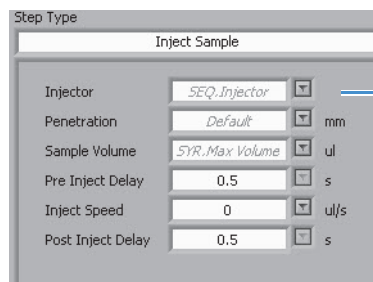 Step Type
Inject Sample
Injector SEQ.Injector
Penetration Default mm
Sample Volume SYR.Max Volume ul
Pre Inject Delay 0.5 s
Inject Speed 0 ul/s
Post Inject Delay 0.5 s